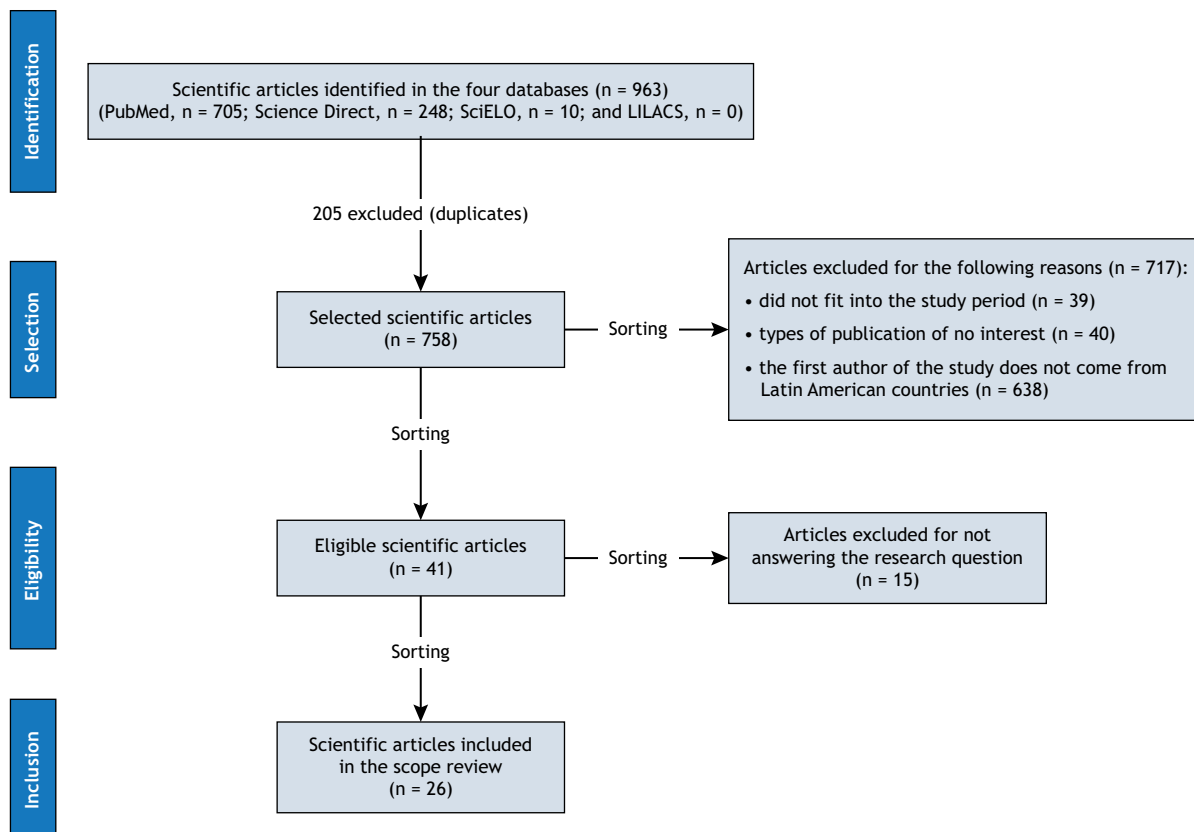 Identification
Scientific articles identified in the four databases (n = 963)
(PubMed, n = 705; Science Direct, n = 248; SciELO, n = 10; and LILACS, n = 0)
205 excluded (duplicates)
Selection
Selected scientific articles
(n = 758)
Sorting
Articles excluded for the following reasons (n = 717):
• did not fit into the study period (n = 39)
• types of publication of no interest (n = 40)
• the first author of the study does not come from
Latin American countries (n = 638)
Sorting
Eligibility
Eligible scientific articles
(n = 41)
Sorting
Articles excluded for not
answering the research question
(n = 15)
Sorting
Inclusion
Scientific articles included
in the scope review
(n = 26)